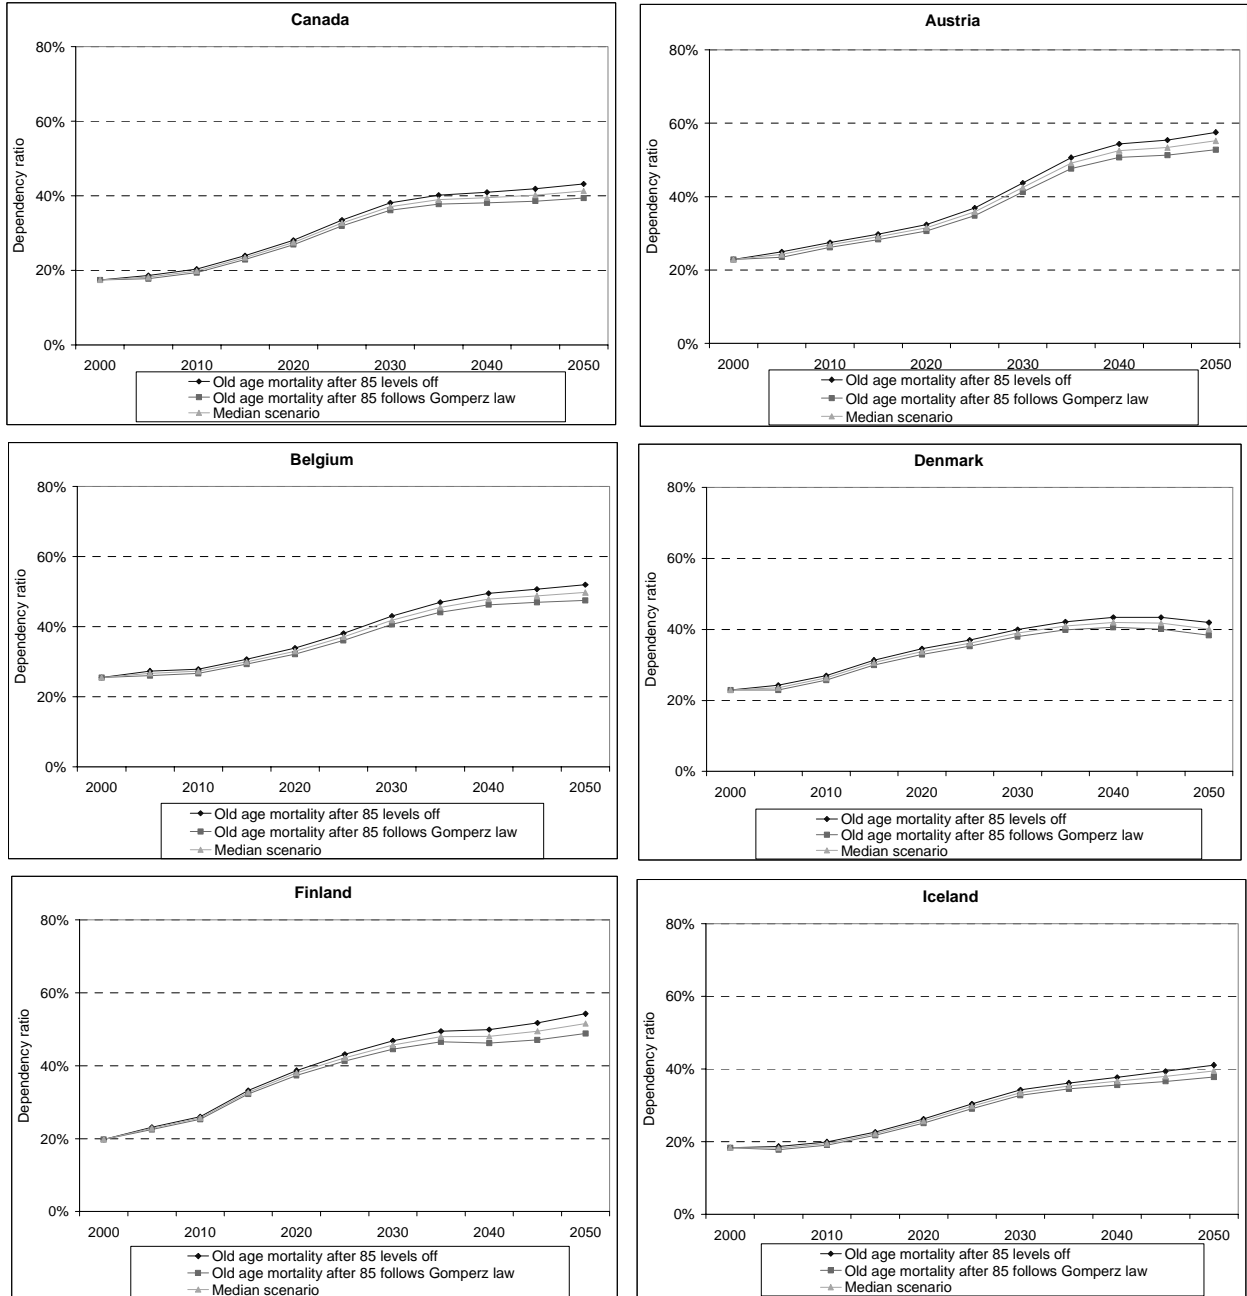 Canada
80%
60%
40%
20%
0%
Dependency ratio
2000 2010 2020 2030 2040 2050
Old age mortality after 85 levels off
Old age mortality after 85 follows Gomperz law
Median scenario
Austria
80%
60%
40%
20%
0%
Dependency ratio
2000 2010 2020 2030 2040 2050
Old age mortality after 85 levels off
Old age mortality after 85 follows Gomperz law
Median scenario
Belgium
80%
60%
40%
20%
0%
Dependency ratio
2000 2010 2020 2030 2040 2050
Old age mortality after 85 levels off
Old age mortality after 85 follows Gomperz law
Median scenario
Denmark
80%
60%
40%
20%
0%
Dependency ratio
2000 2010 2020 2030 2040 2050
Old age mortality after 85 levels off
Old age mortality after 85 follows Gomperz law
Median scenario
Finland
80%
60%
40%
20%
0%
Dependency ratio
2000 2010 2020 2030 2040 2050
Old age mortality after 85 levels off
Old age mortality after 85 follows Gomperz law
Median scenario
Iceland
80%
60%
40%
20%
0%
Dependency ratio
2000 2010 2020 2030 2040 2050
Old age mortality after 85 levels off
Old age mortality after 85 follows Gomperz law
Median scenario